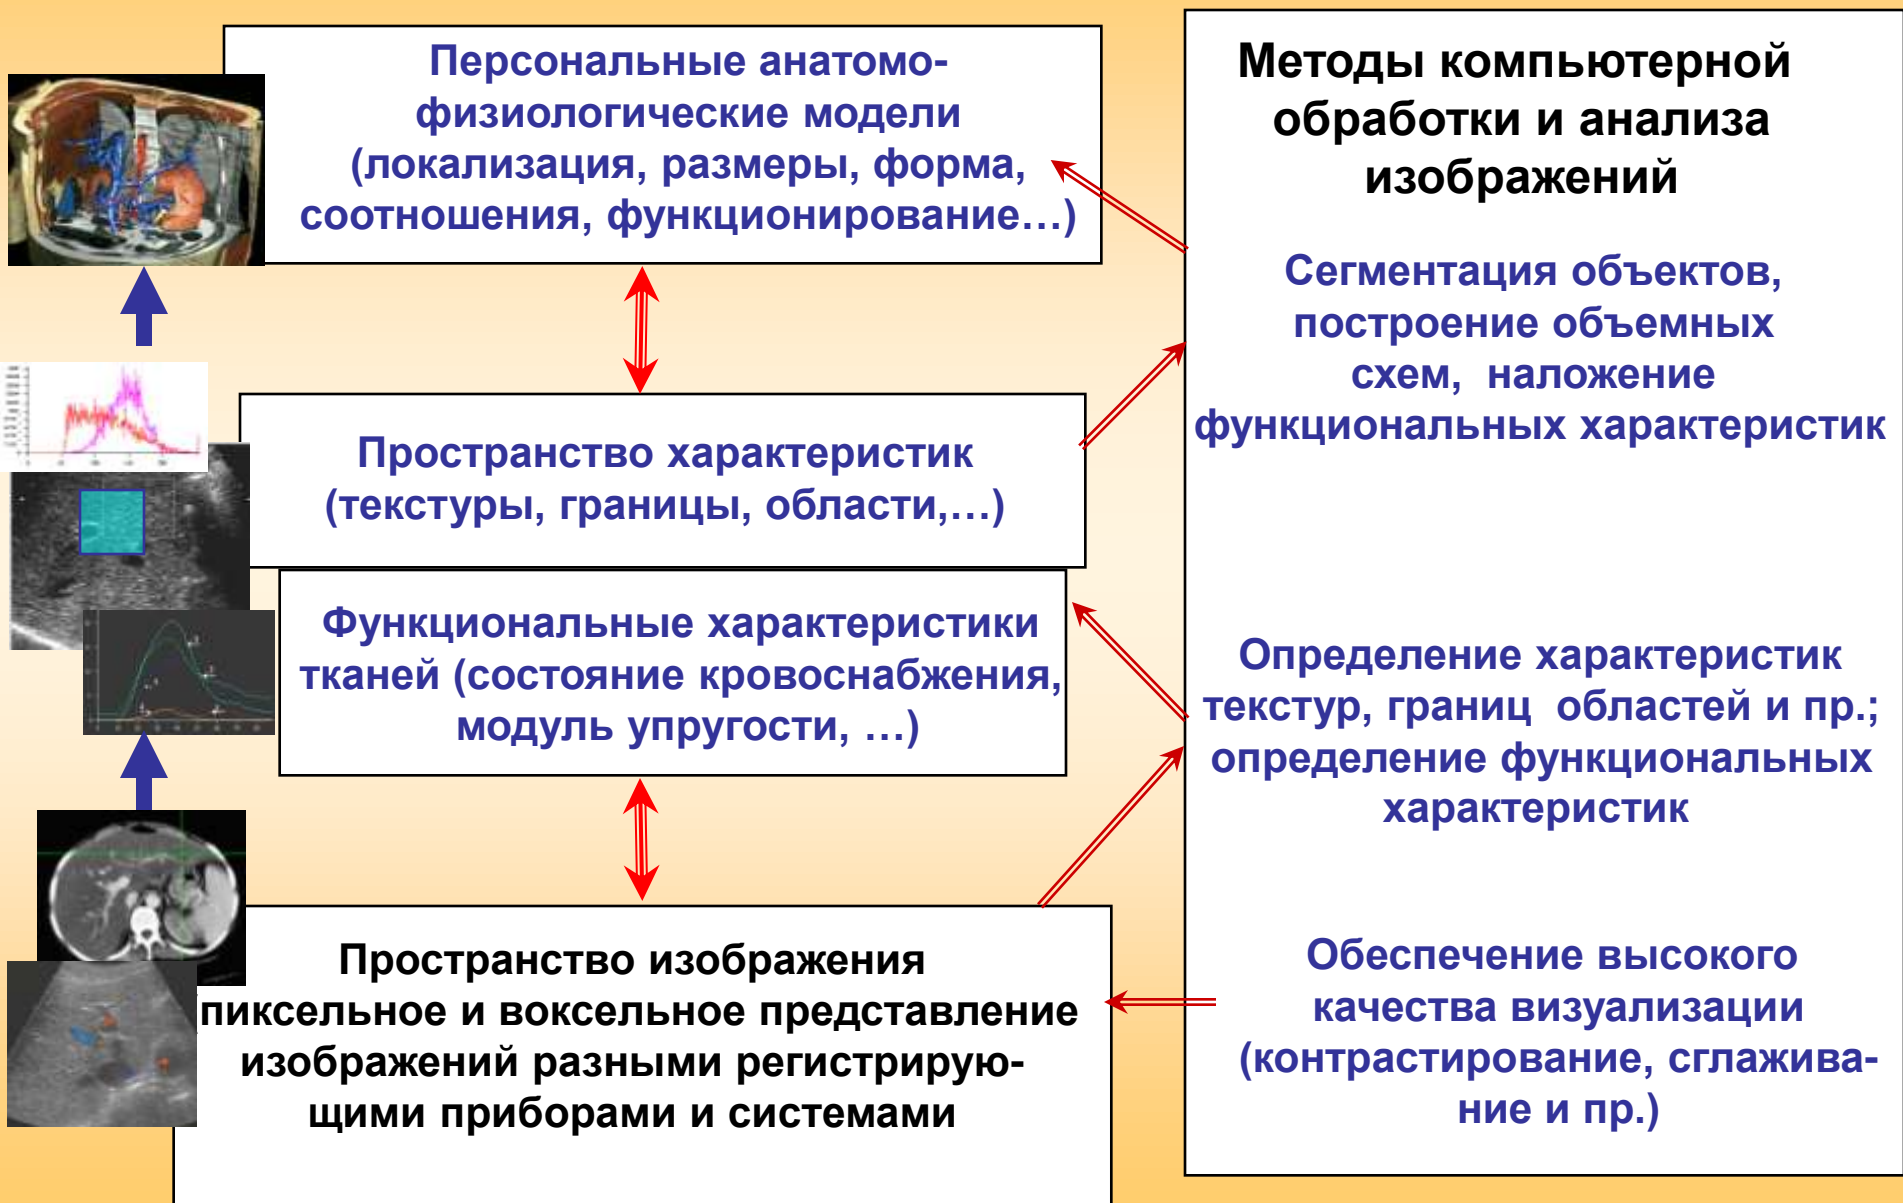 Персональные анатомо-
физиологические модели
(локализация, размеры, форма,
соотношения, функционирование…)
Пространство характеристик
(текстуры, границы, области,…)
Функциональные характеристики
тканей (состояние кровоснабжения,
модуль упругости, …)
Пространство изображения
пиксельное и воксельное представление
изображений разными регистрирую-
щими приборами и системами
Методы компьютерной
обработки и анализа
изображений
Сегментация объектов,
построение объемных
схем, наложение
функциональных характеристик
Определение характеристик
текстур, границ областей и пр.;
определение функциональных
характеристик
Обеспечение высокого
качества визуализации
(контрастирование, сглажива-
ние и пр.)